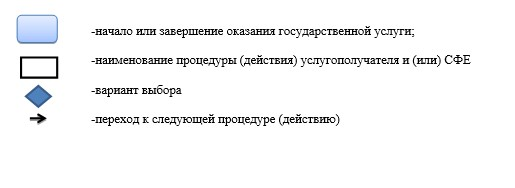 -начало или завершение оказания государственной услуги;
-наименование процедуры (действия) услугополучателя и (или) СФЕ
-вариант выбора
-переход к следующей процедуре (действию)